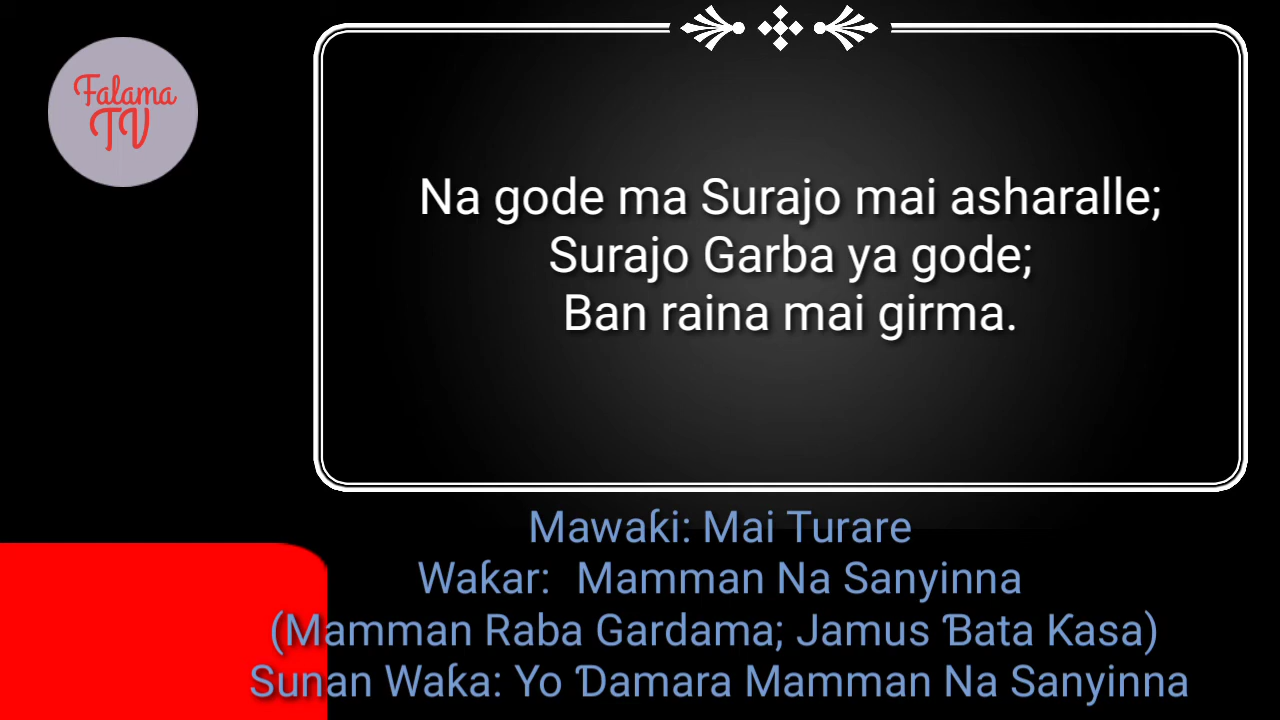 Falama
TV
Na gode ma Surajo mai asharalle;
Surajo Garba ya gode;
Ban raina mai girma.
Mawaƙi: Mai Turare
Waƙar:  Mamman Na Sanyinna
(Mamman Raba Gardama; Jamus Ɓata Ƙasa)
Sunan Waƙa: Yo Ɗamara Mamman Na Sanyinna